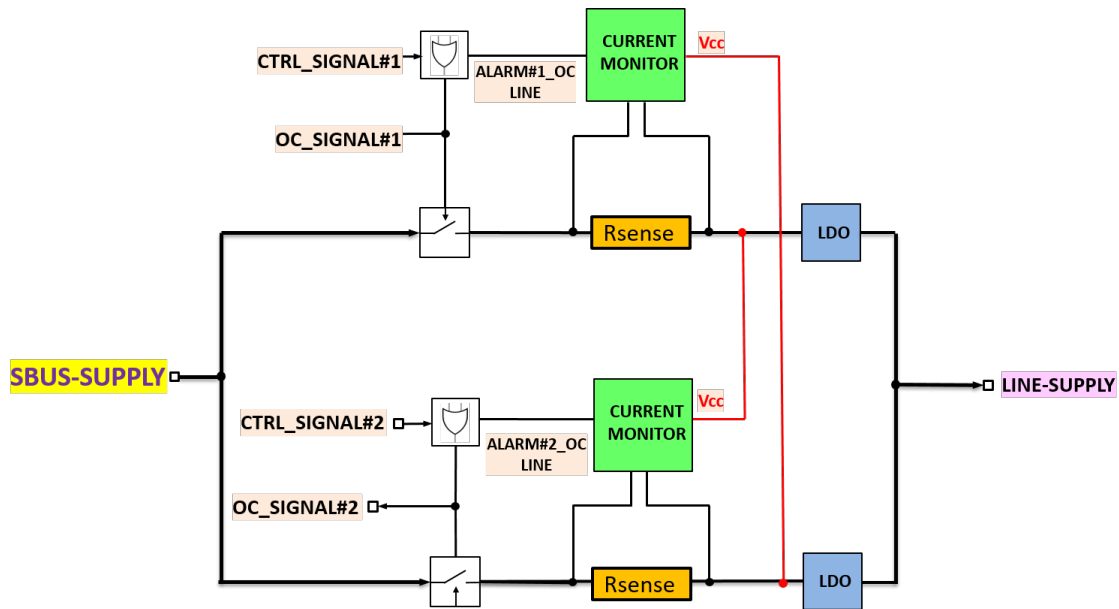 CTRL_SIGNAL#1
CURRENT
MONITOR
Vcc
ALARM#1_OC
LINE
OC_SIGNAL#1
Rsense
LDO
SBUS-SUPPLY
LINE-SUPPLY
CTRL_SIGNAL#2
CURRENT
MONITOR
Vcc
ALARM#2_OC
LINE
OC_SIGNAL#2
Rsense
LDO